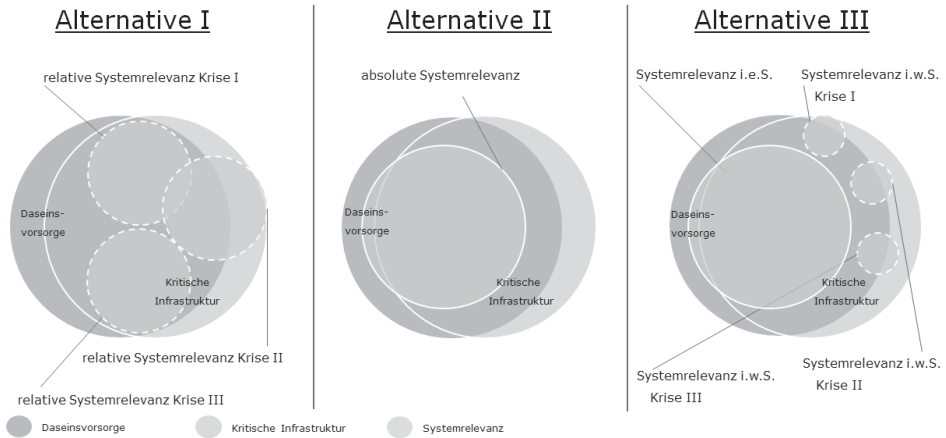 Alternative I
relative Systemrelevanz Krise I
Daseins-
vorsorge
Kritische
Infrastruktur
relative Systemrelevanz Krise II
relative Systemrelevanz Krise III
Alternative II
absolute Systemrelevanz
Daseins-
vorsorge
Kritische
Infrastruktur
Alternative III
Systemrelevanz i.e.S.
Systemrelevanz i.w.S.
Krise I
Daseins-
vorsorge
Kritische
Infrastruktur
Systemrelevanz i.w.S.
Krise II
Systemrelevanz i.w.S.
Krise III
Daseinsvorsorge
Kritische Infrastruktur
Systemrelevanz